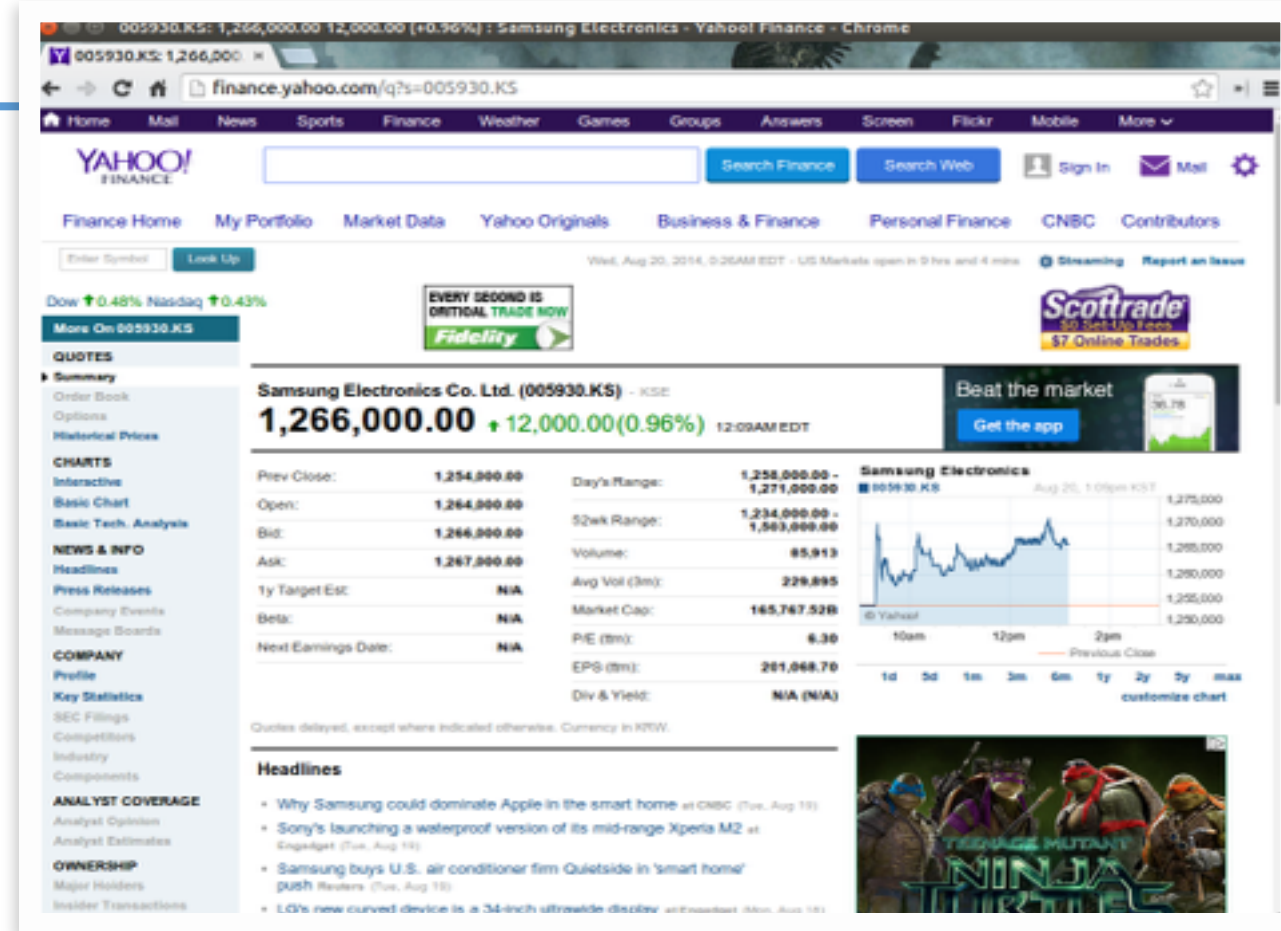 005930.KS: 1,266,000.00 12,000.00 (+0.96%) : Samsung Electronics - Yahoo! Finance - Chrome
005930.KS: 1,266,000.
finance.yahoo.com/q?s=005930.KS
Home Mail News Sports Finance Weather Games Groups Answers Screen Flickr Mobile More
YAHOO!
FINANCE
Search Finance Search Web Sign In Mail
Finance Home My Portfolio Market Data Yahoo Originals Business & Finance Personal Finance CNBC Contributors
Enter Symbol Look Up Wed, Aug 20, 2014, 0:26AM EDT - US Markets open in 9 hrs and 4 mins Streaming Report an Issue
Dow 0.48% Nasdaq 0.43%
EVERY SECOND IS
CRITICAL TRADE NOW
Fidelity
Scottrade
$0 Set-Up Fees
$7 Online Trades
More On 005930.KS
QUOTES
Summary
Order Book
Options
Historical Prices
CHARTS
Interactive
Basic Chart
Basic Tech. Analysis
NEWS & INFO
Headlines
Press Releases
Company Events
Message Boards
COMPANY
Profile
Key Statistics
SEC Filings
Competitors
Industry
Components
ANALYST COVERAGE
Analyst Opinion
Analyst Estimates
OWNERSHIP
Major Holders
Insider Transactions
Samsung Electronics Co. Ltd. (005930.KS) - KSE
1,266,000.00 12,000.00(0.96%) 12:09AM EDT
Beat the market
Get the app
36.78
Prev Close: 1,254,000.00
Open: 1,264,000.00
Bid: 1,266,000.00
Ask: 1,267,000.00
1y Target Est: N/A
Beta: N/A
Next Earnings Date: N/A
Day's Range: 1,258,000.00 -
1,271,000.00
52wk Range: 1,234,000.00 -
1,503,000.00
Volume: 85,913
Avg Vol (3m): 229,895
Market Cap: 165,767.52B
P/E (ttm): 6.30
EPS (ttm): 201,068.70
Div & Yield: N/A (N/A)
Quotes delayed, except where indicated otherwise. Currency in KRW.
Samsung Electronics
005930.KS Aug 20, 1:09pm KST
1,275,000
1,270,000
1,265,000
1,260,000
1,255,000
1,250,000
© Yahoo!
10am 12pm 2pm
Previous Close
1d 5d 1m 3m 6m 1y 2y 5y max
customize chart
Headlines
Why Samsung could dominate Apple in the smart home at CNBC (Tue, Aug 19)
Sony's launching a waterproof version of its mid-range Xperia M2 at
Engadget (Tue, Aug 19)
Samsung buys U.S. air conditioner firm Quietside in 'smart home'
push Reuters (Tue, Aug 19)
LG's new curved device is a 34-inch ultrawide display at Engadget (Mon, Aug 18)
TEENAGE MUTANT
NINJA
TURTLES